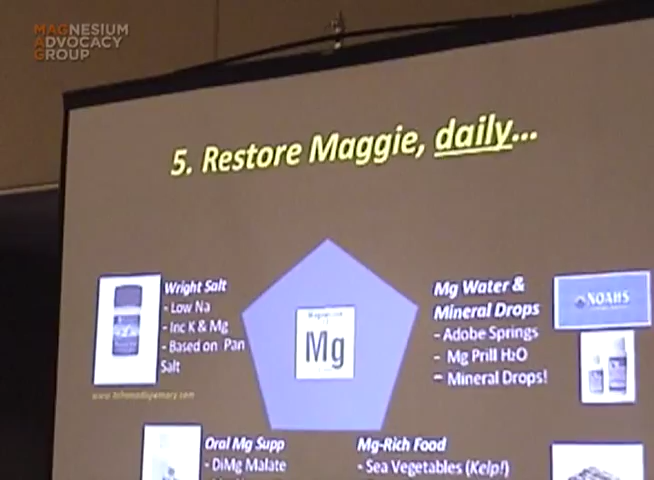 MAGNESIUM
ADVOCACY
GROUP
5. Restore Maggie, daily...
Wright Salt
- Low Na
- Inc K & Mg
- Based on Pan
Salt
Mg
Mg Water &
Mineral Drops
- Adobe Springs
- Mg Prill H2O
- Mineral Drops!
NOAHS
Oral Mg Supp
- DiMg Malate
Mg-Rich Food
- Sea Vegetables (Kelp!)